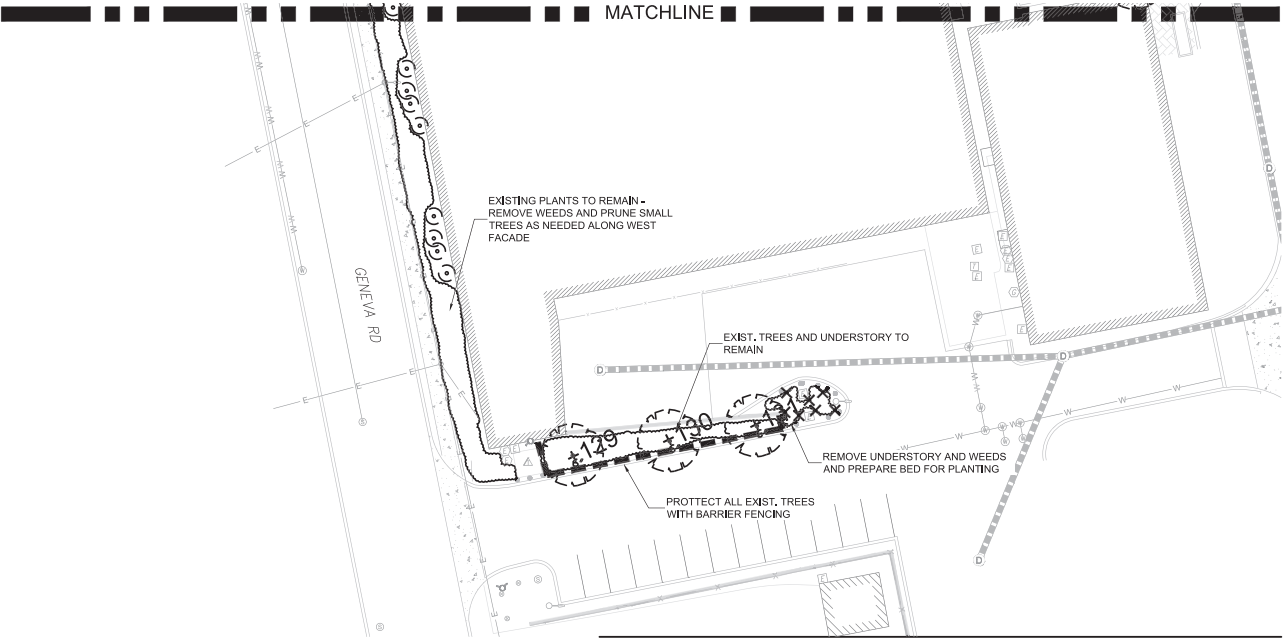 MATCHLINE
EXISTING PLANTS TO REMAIN -
REMOVE WEEDS AND PRUNE SMALL
TREES AS NEEDED ALONG WEST
FACADE
GENEVA RD
EXIST. TREES AND UNDERSTORY TO
REMAIN
129
130
131
REMOVE UNDERSTORY AND WEEDS
AND PREPARE BED FOR PLANTING
PROTTECT ALL EXIST. TREES
WITH BARRIER FENCING
E
E
E
E
E
D
D
D
D
W
W
W
W